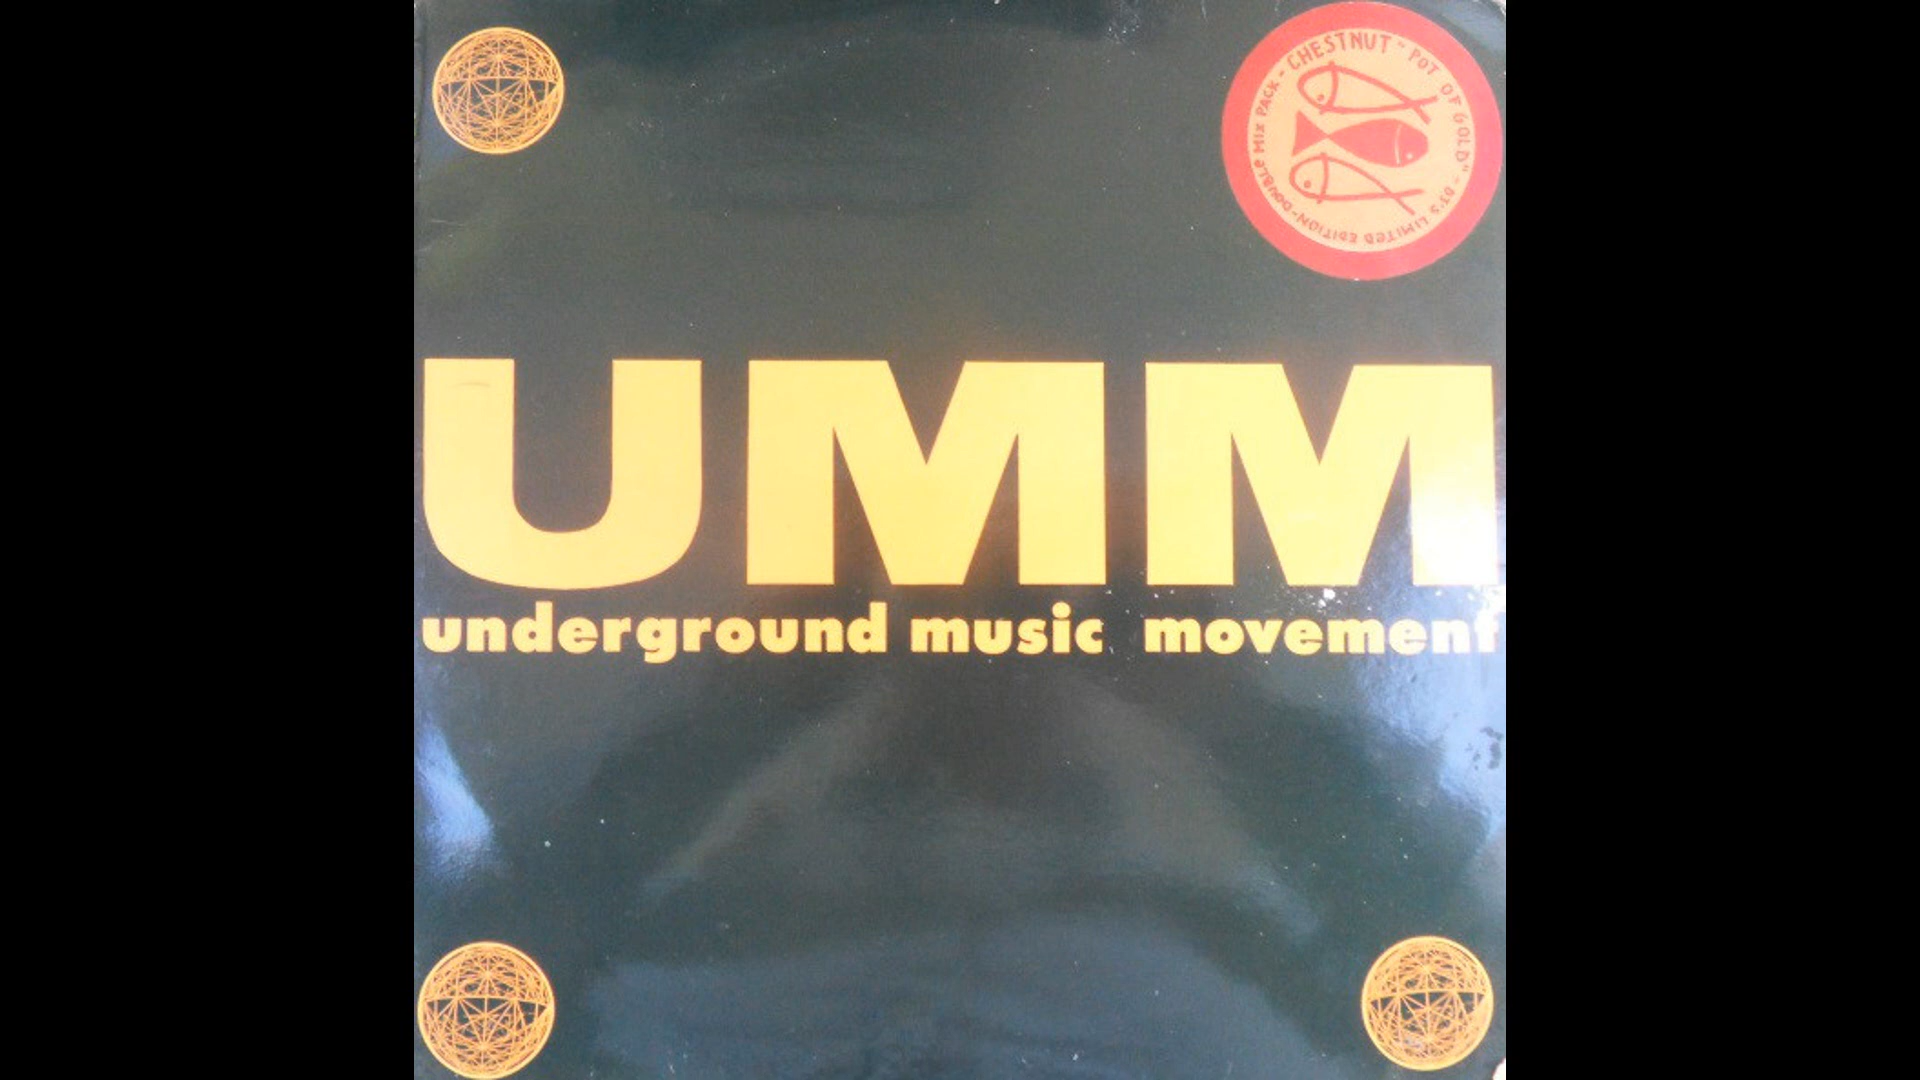 CHESTNUT "POT OF GOLD" - DJ'S LIMITED EDITION - DOUBLE MIX PACK -
UMM
underground music movement